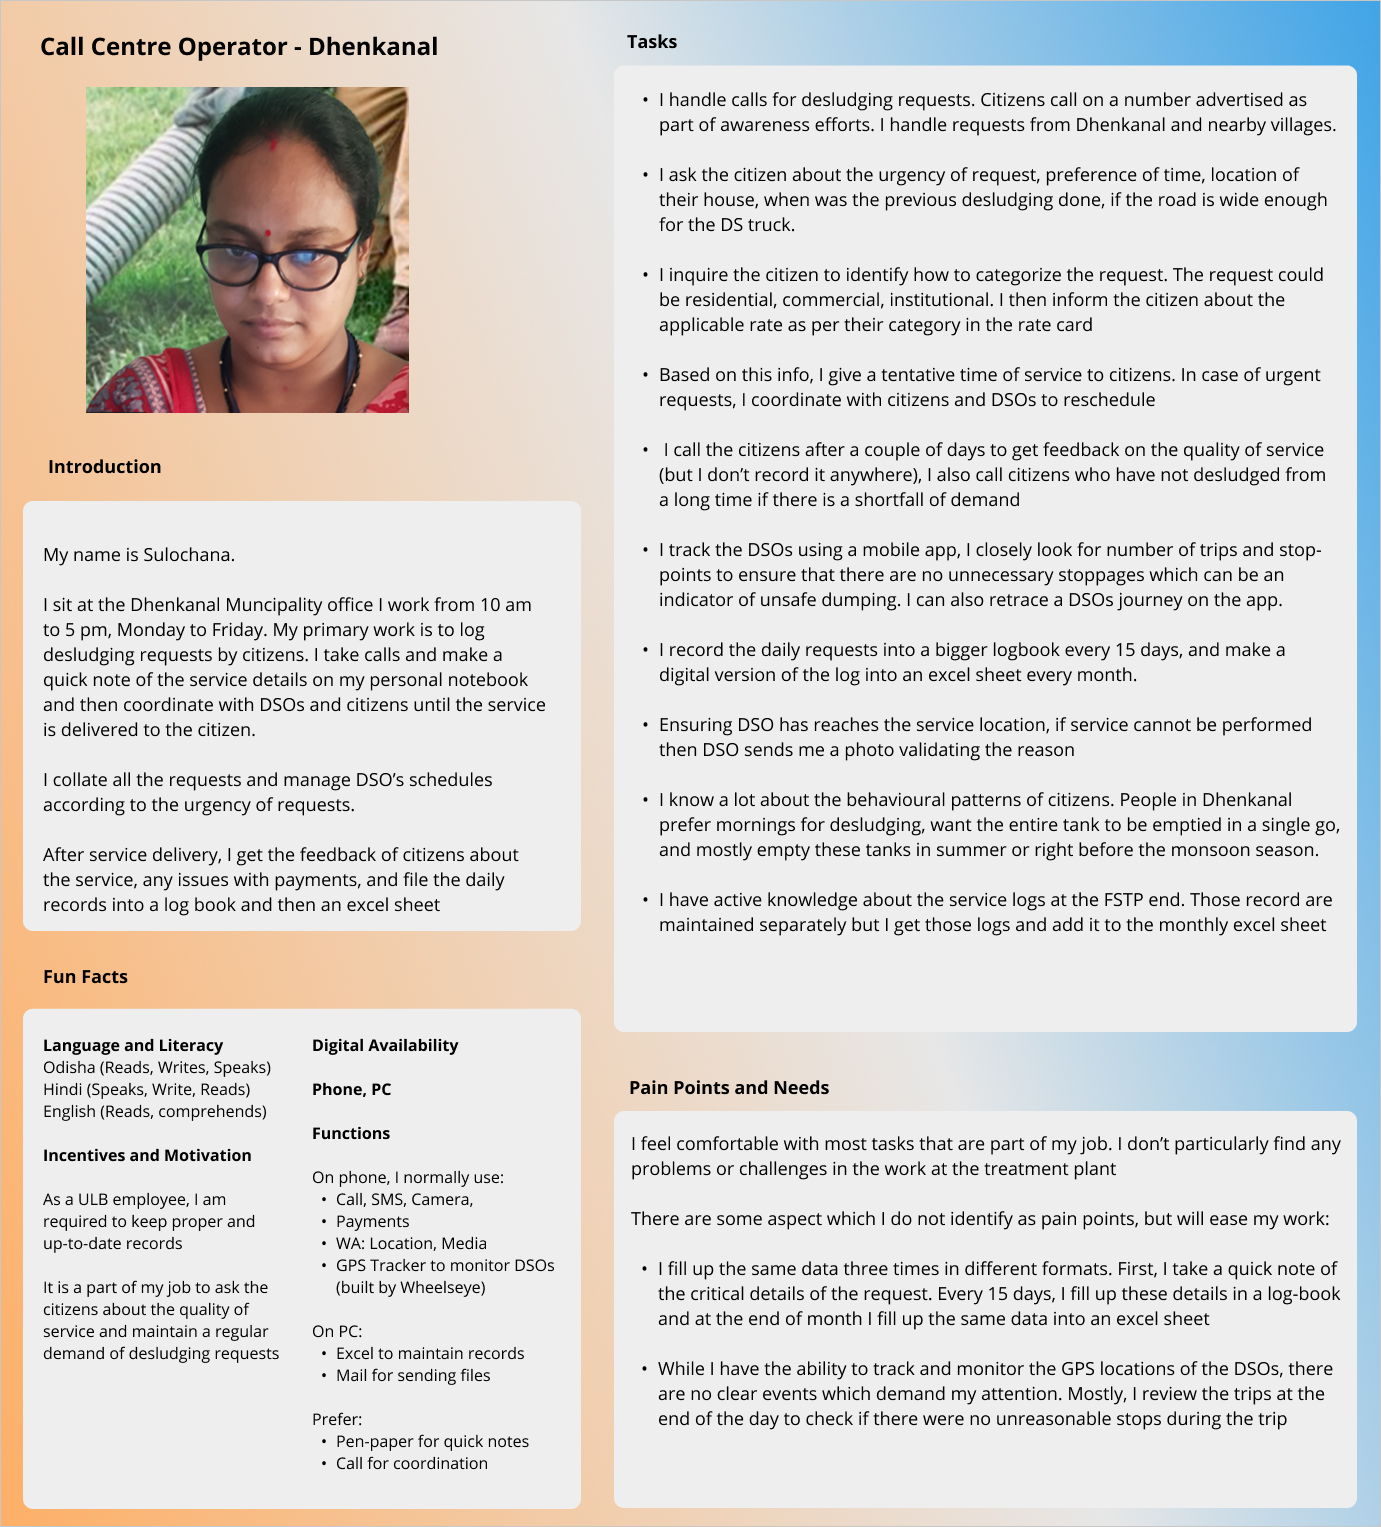 Call Centre Operator - Dhenkanal
Introduction
My name is Sulochana.
I sit at the Dhenkanal Muncipality office I work from 10 am
to 5 pm, Monday to Friday. My primary work is to log
desludging requests by citizens. I take calls and make a
quick note of the service details on my personal notebook
and then coordinate with DSOs and citizens until the service
is delivered to the citizen.
I collate all the requests and manage DSO’s schedules
according to the urgency of requests.
After service delivery, I get the feedback of citizens about
the service, any issues with payments, and file the daily
records into a log book and then an excel sheet
Fun Facts
Language and Literacy
Odisha (Reads, Writes, Speaks)
Hindi (Speaks, Write, Reads)
English (Reads, comprehends)
Incentives and Motivation
As a ULB employee, I am
required to keep proper and
up-to-date records
It is a part of my job to ask the
citizens about the quality of
service and maintain a regular
demand of desludging requests
Digital Availability
Phone, PC
Functions
On phone, I normally use:
• Call, SMS, Camera,
• Payments
• WA: Location, Media
• GPS Tracker to monitor DSOs
(built by Wheelseye)
On PC:
• Excel to maintain records
• Mail for sending files
Prefer:
• Pen-paper for quick notes
• Call for coordination
Tasks
• I handle calls for desludging requests. Citizens call on a number advertised as
part of awareness efforts. I handle requests from Dhenkanal and nearby villages.
• I ask the citizen about the urgency of request, preference of time, location of
their house, when was the previous desludging done, if the road is wide enough
for the DS truck.
• I inquire the citizen to identify how to categorize the request. The request could
be residential, commercial, institutional. I then inform the citizen about the
applicable rate as per their category in the rate card
• Based on this info, I give a tentative time of service to citizens. In case of urgent
requests, I coordinate with citizens and DSOs to reschedule
• I call the citizens after a couple of days to get feedback on the quality of service
(but I don’t record it anywhere), I also call citizens who have not desludged from
a long time if there is a shortfall of demand
• I track the DSOs using a mobile app, I closely look for number of trips and stop-
points to ensure that there are no unnecessary stoppages which can be an
indicator of unsafe dumping. I can also retrace a DSOs journey on the app.
• I record the daily requests into a bigger logbook every 15 days, and make a
digital version of the log into an excel sheet every month.
• Ensuring DSO has reaches the service location, if service cannot be performed
then DSO sends me a photo validating the reason
• I know a lot about the behavioural patterns of citizens. People in Dhenkanal
prefer mornings for desludging, want the entire tank to be emptied in a single go,
and mostly empty these tanks in summer or right before the monsoon season.
• I have active knowledge about the service logs at the FSTP end. Those record are
maintained separately but I get those logs and add it to the monthly excel sheet
Pain Points and Needs
I feel comfortable with most tasks that are part of my job. I don’t particularly find any
problems or challenges in the work at the treatment plant
There are some aspect which I do not identify as pain points, but will ease my work:
• I fill up the same data three times in different formats. First, I take a quick note of
the critical details of the request. Every 15 days, I fill up these details in a log-book
and at the end of month I fill up the same data into an excel sheet
• While I have the ability to track and monitor the GPS locations of the DSOs, there
are no clear events which demand my attention. Mostly, I review the trips at the
end of the day to check if there were no unreasonable stops during the trip